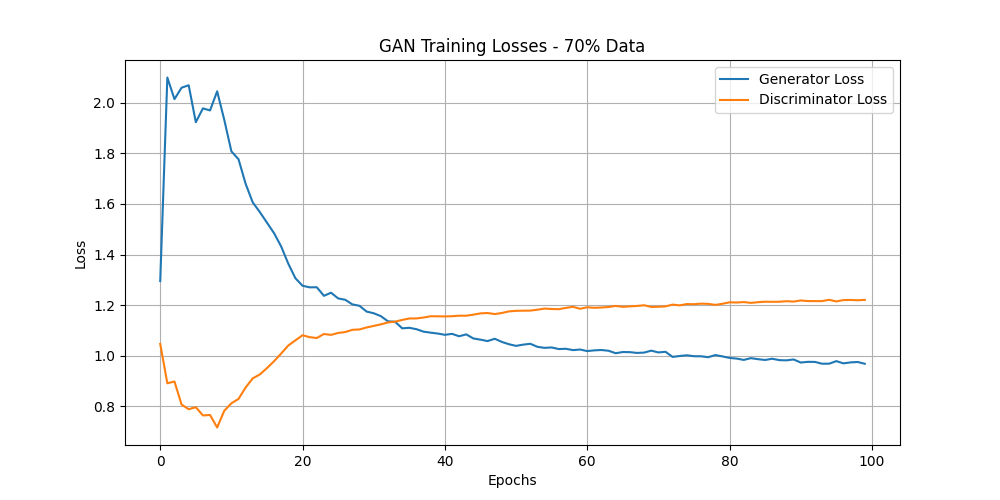 GAN Training Losses - 70% Data
Generator Loss
Discriminator Loss
Loss
2.0
1.8
1.6
1.4
1.2
1.0
0.8
0 20 40 60 80 100
Epochs